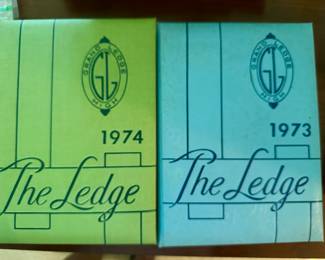 GRAND LEDGE
GL
HIGH
1974
The Ledge
GRAND LEDGE
GL
HIGH
1973
The Ledge